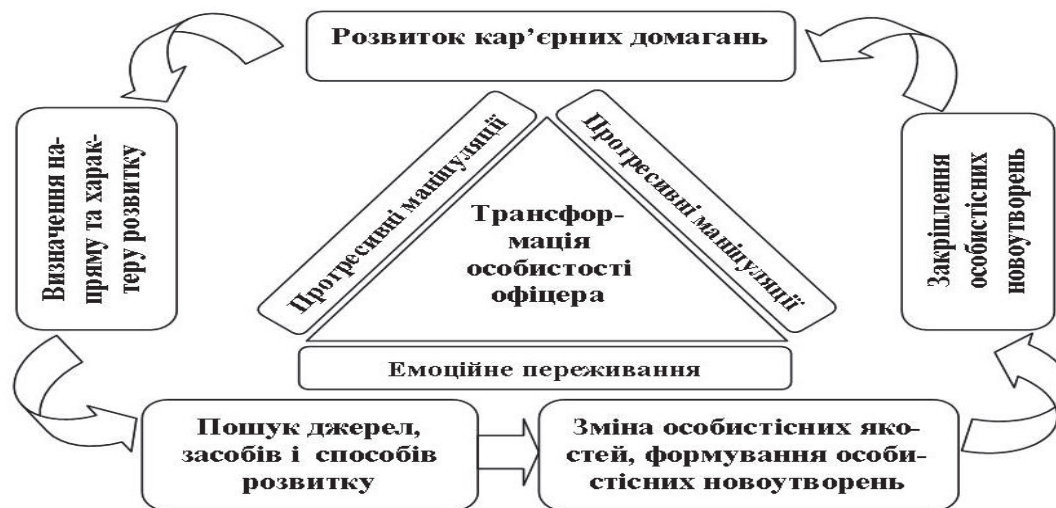 Розвиток кар’єрних домагань
Визначення на-
пряму та харак-
теру розвитку
Прогресивні маніпуляції
Прогресивні маніпуляції
Трансфор-
мація
особистості
офіцера
Закріплення
особистісних
новоутворень
Емоційне переживання
Пошук джерел,
засобів і способів
розвитку
Зміна особистісних яко-
стей, формування особи-
стісних новоутворень